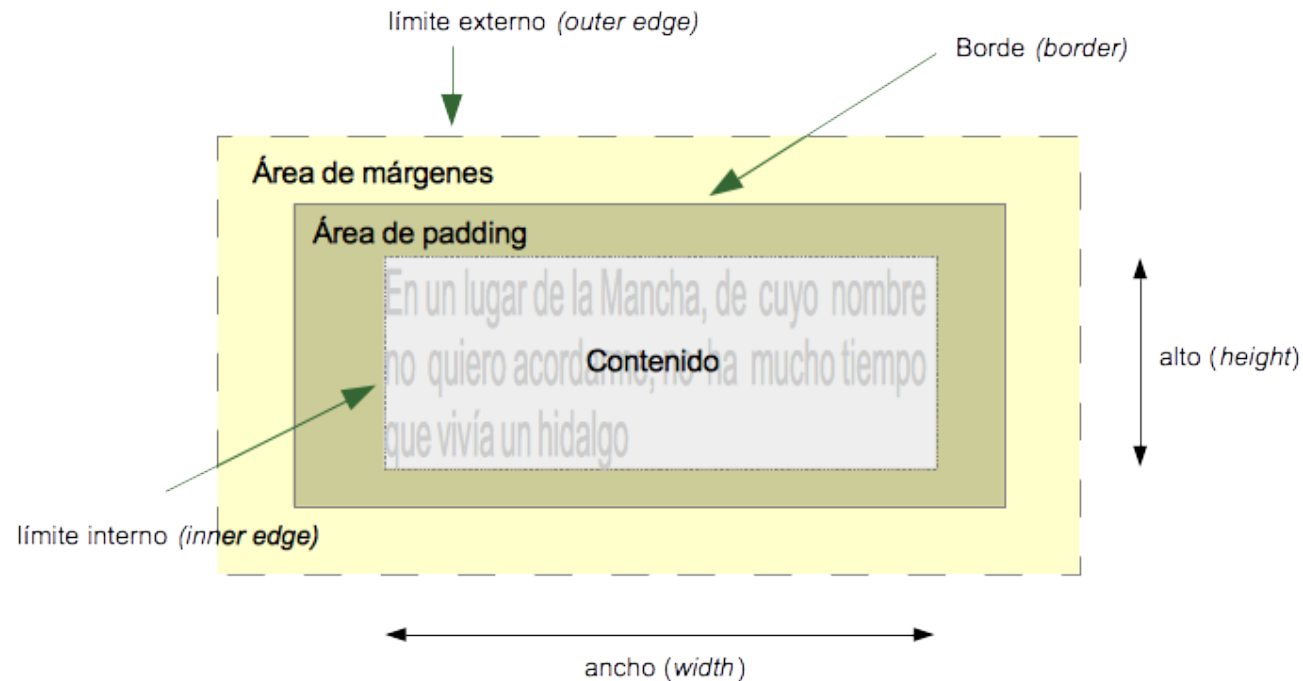 límite externo (outer edge)
Borde (border)
Área de márgenes
Área de padding
En un lugar de la Mancha, de cuyo nombre
no quiero acordarme, no ha mucho tiempo
Contenido
que vivía un hidalgo
alto (height)
límite interno (inner edge)
ancho (width)